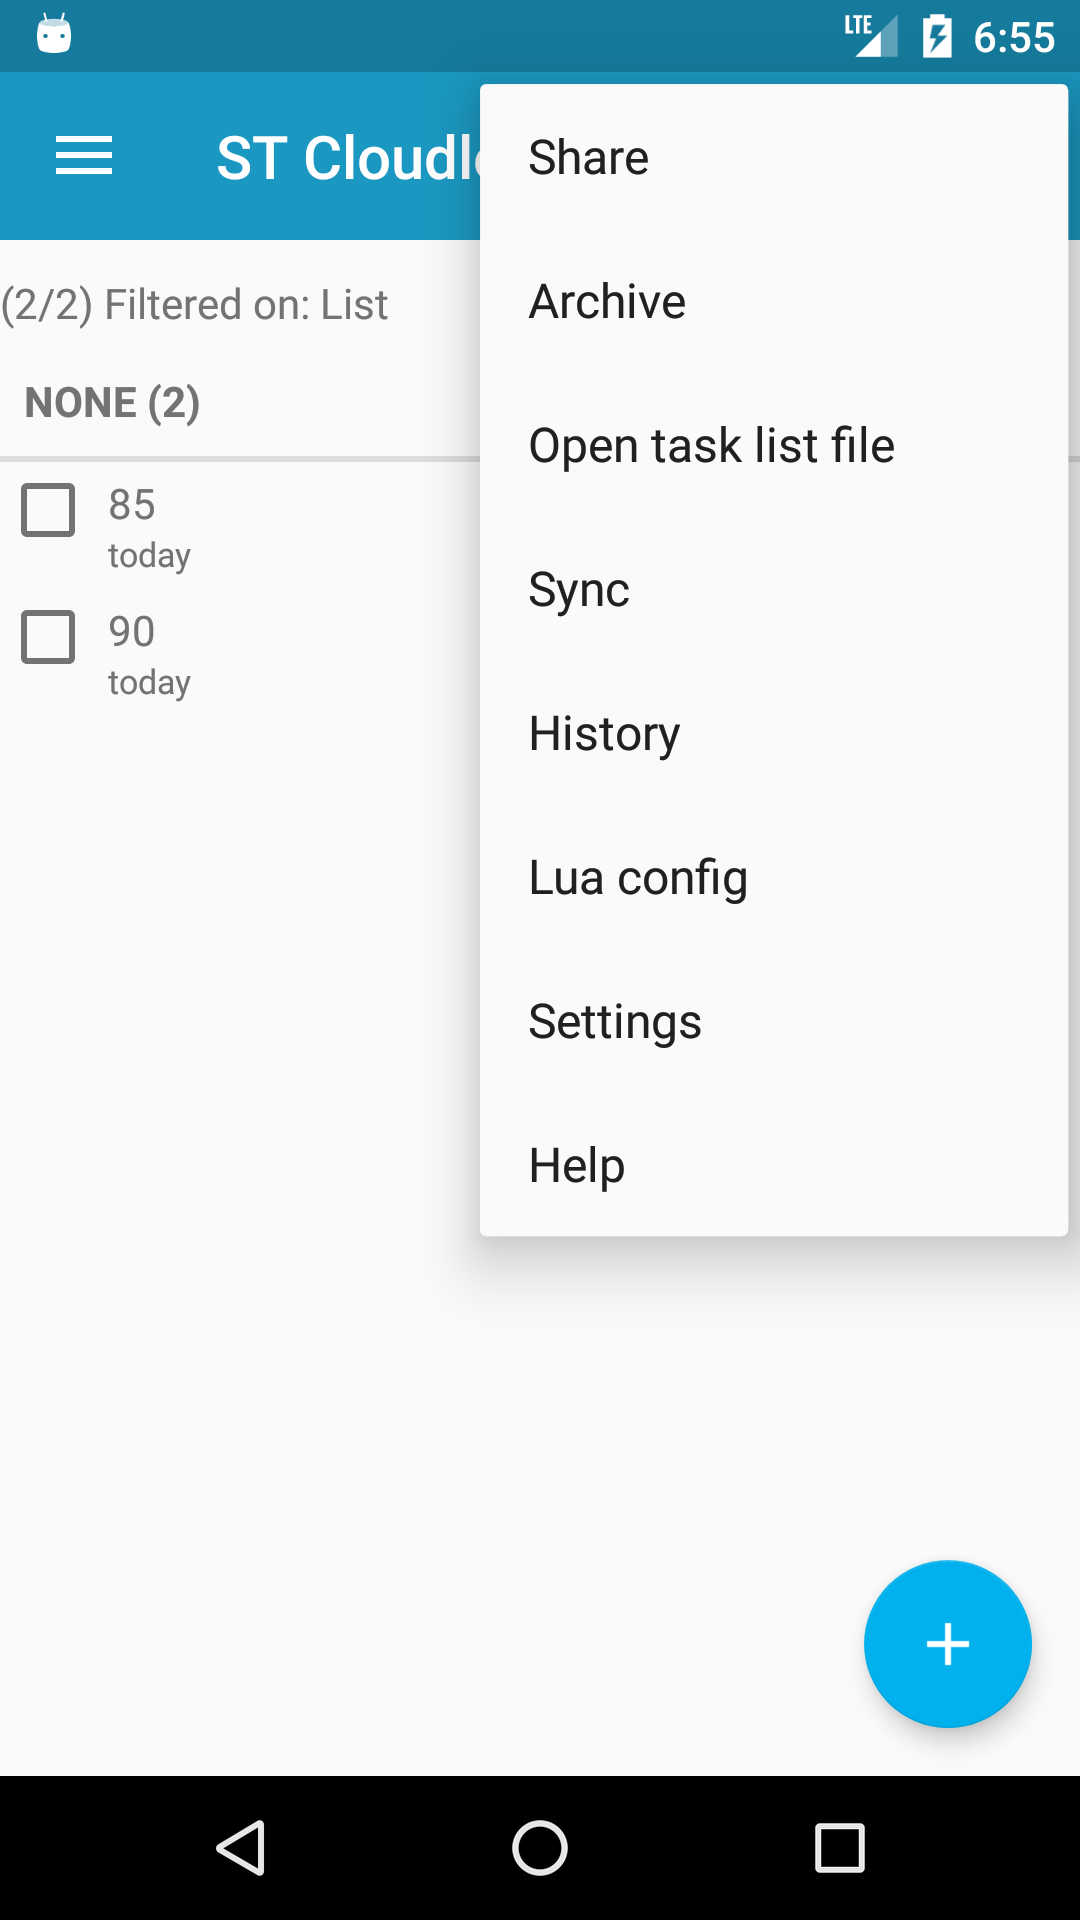 LTE 6:55
ST Cloudl
Share
Archive
(2/2) Filtered on: List
NONE (2)
Open task list file
85
today
Sync
90
today
History
Lua config
Settings
Help